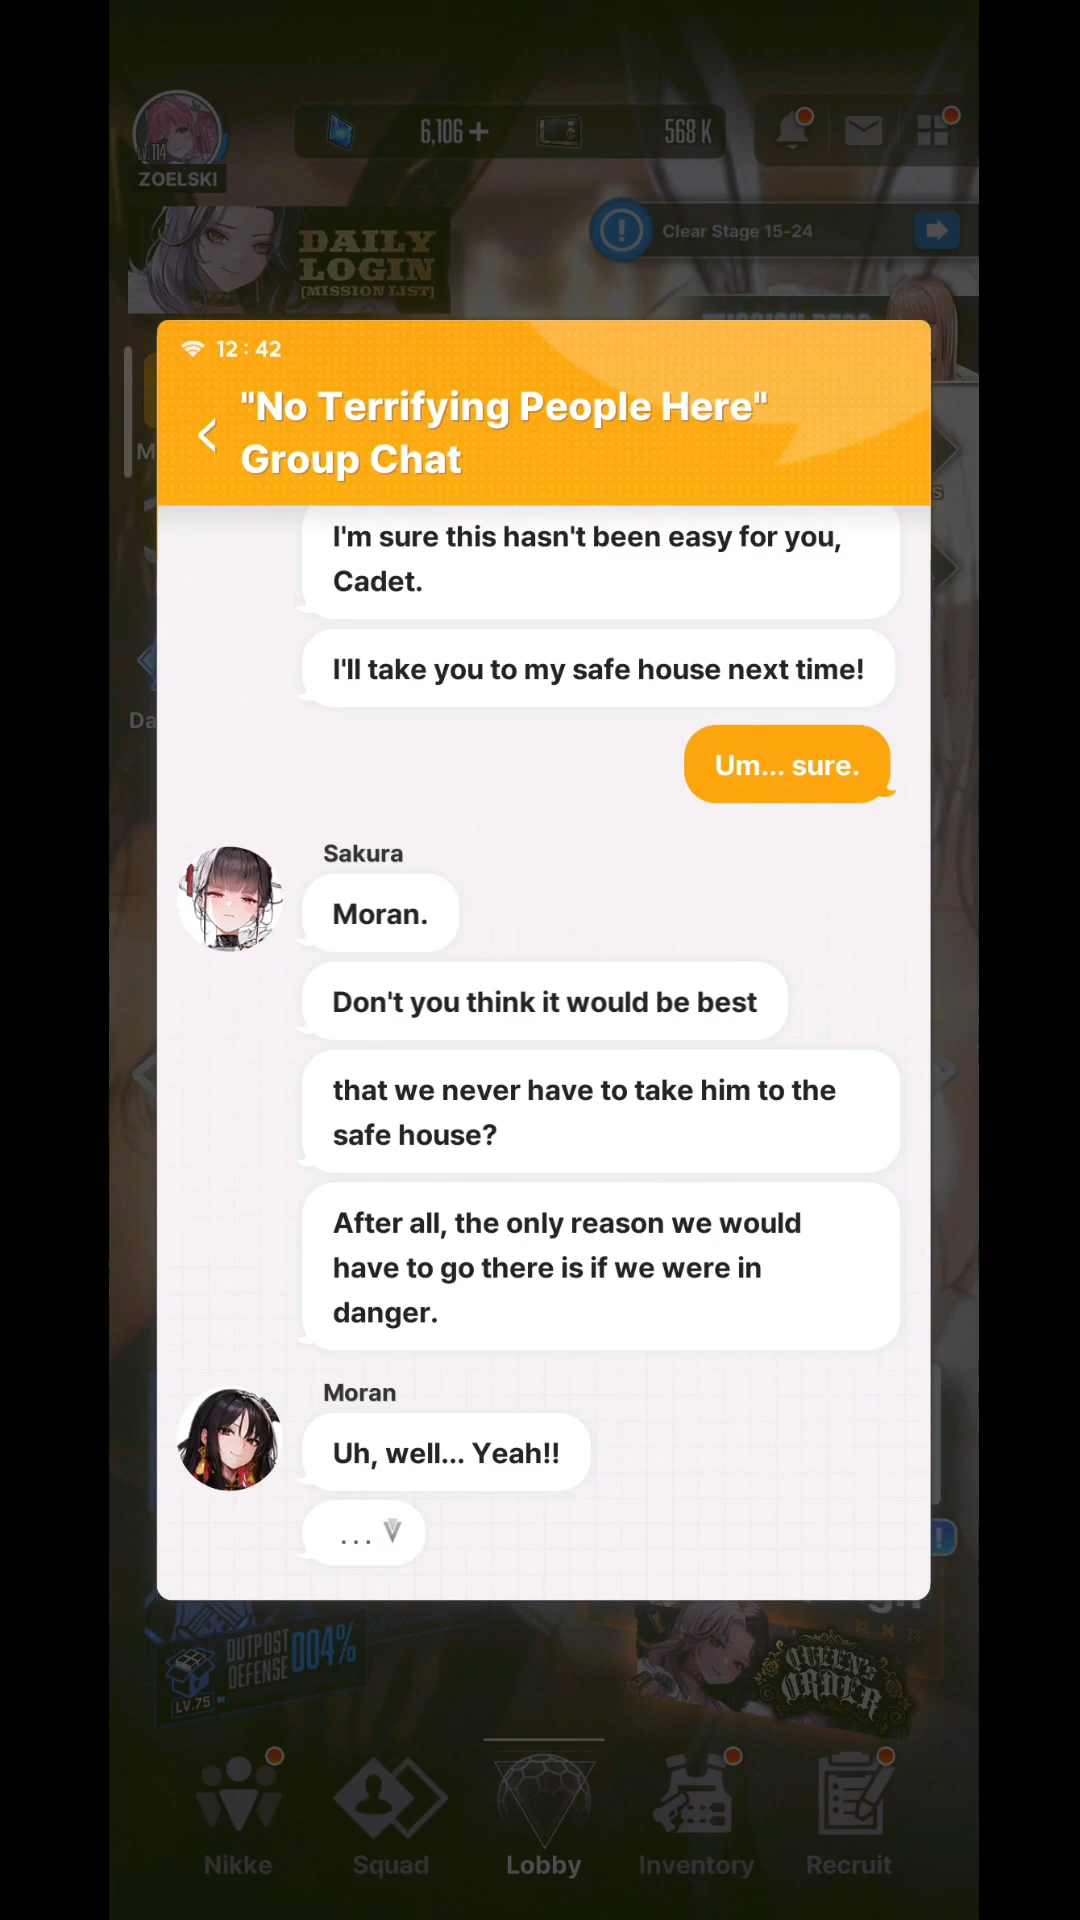 LV.114
6,106 +
568 K
ZOELSKI
DAILY
LOGIN
[MISSION LIST]
Clear Stage 15-24
12 : 42
"No Terrifying People Here"
Group Chat
I'm sure this hasn't been easy for you,
Cadet.
I'll take you to my safe house next time!
Um... sure.
Sakura
Moran.
Don't you think it would be best
that we never have to take him to the
safe house?
After all, the only reason we would
have to go there is if we were in
danger.
Moran
Uh, well... Yeah!!
...
OUTPOST
DEFENSE
004%
LV.75
QUEEN'S
ORDER
Nikke
Squad
Lobby
Inventory
Recruit